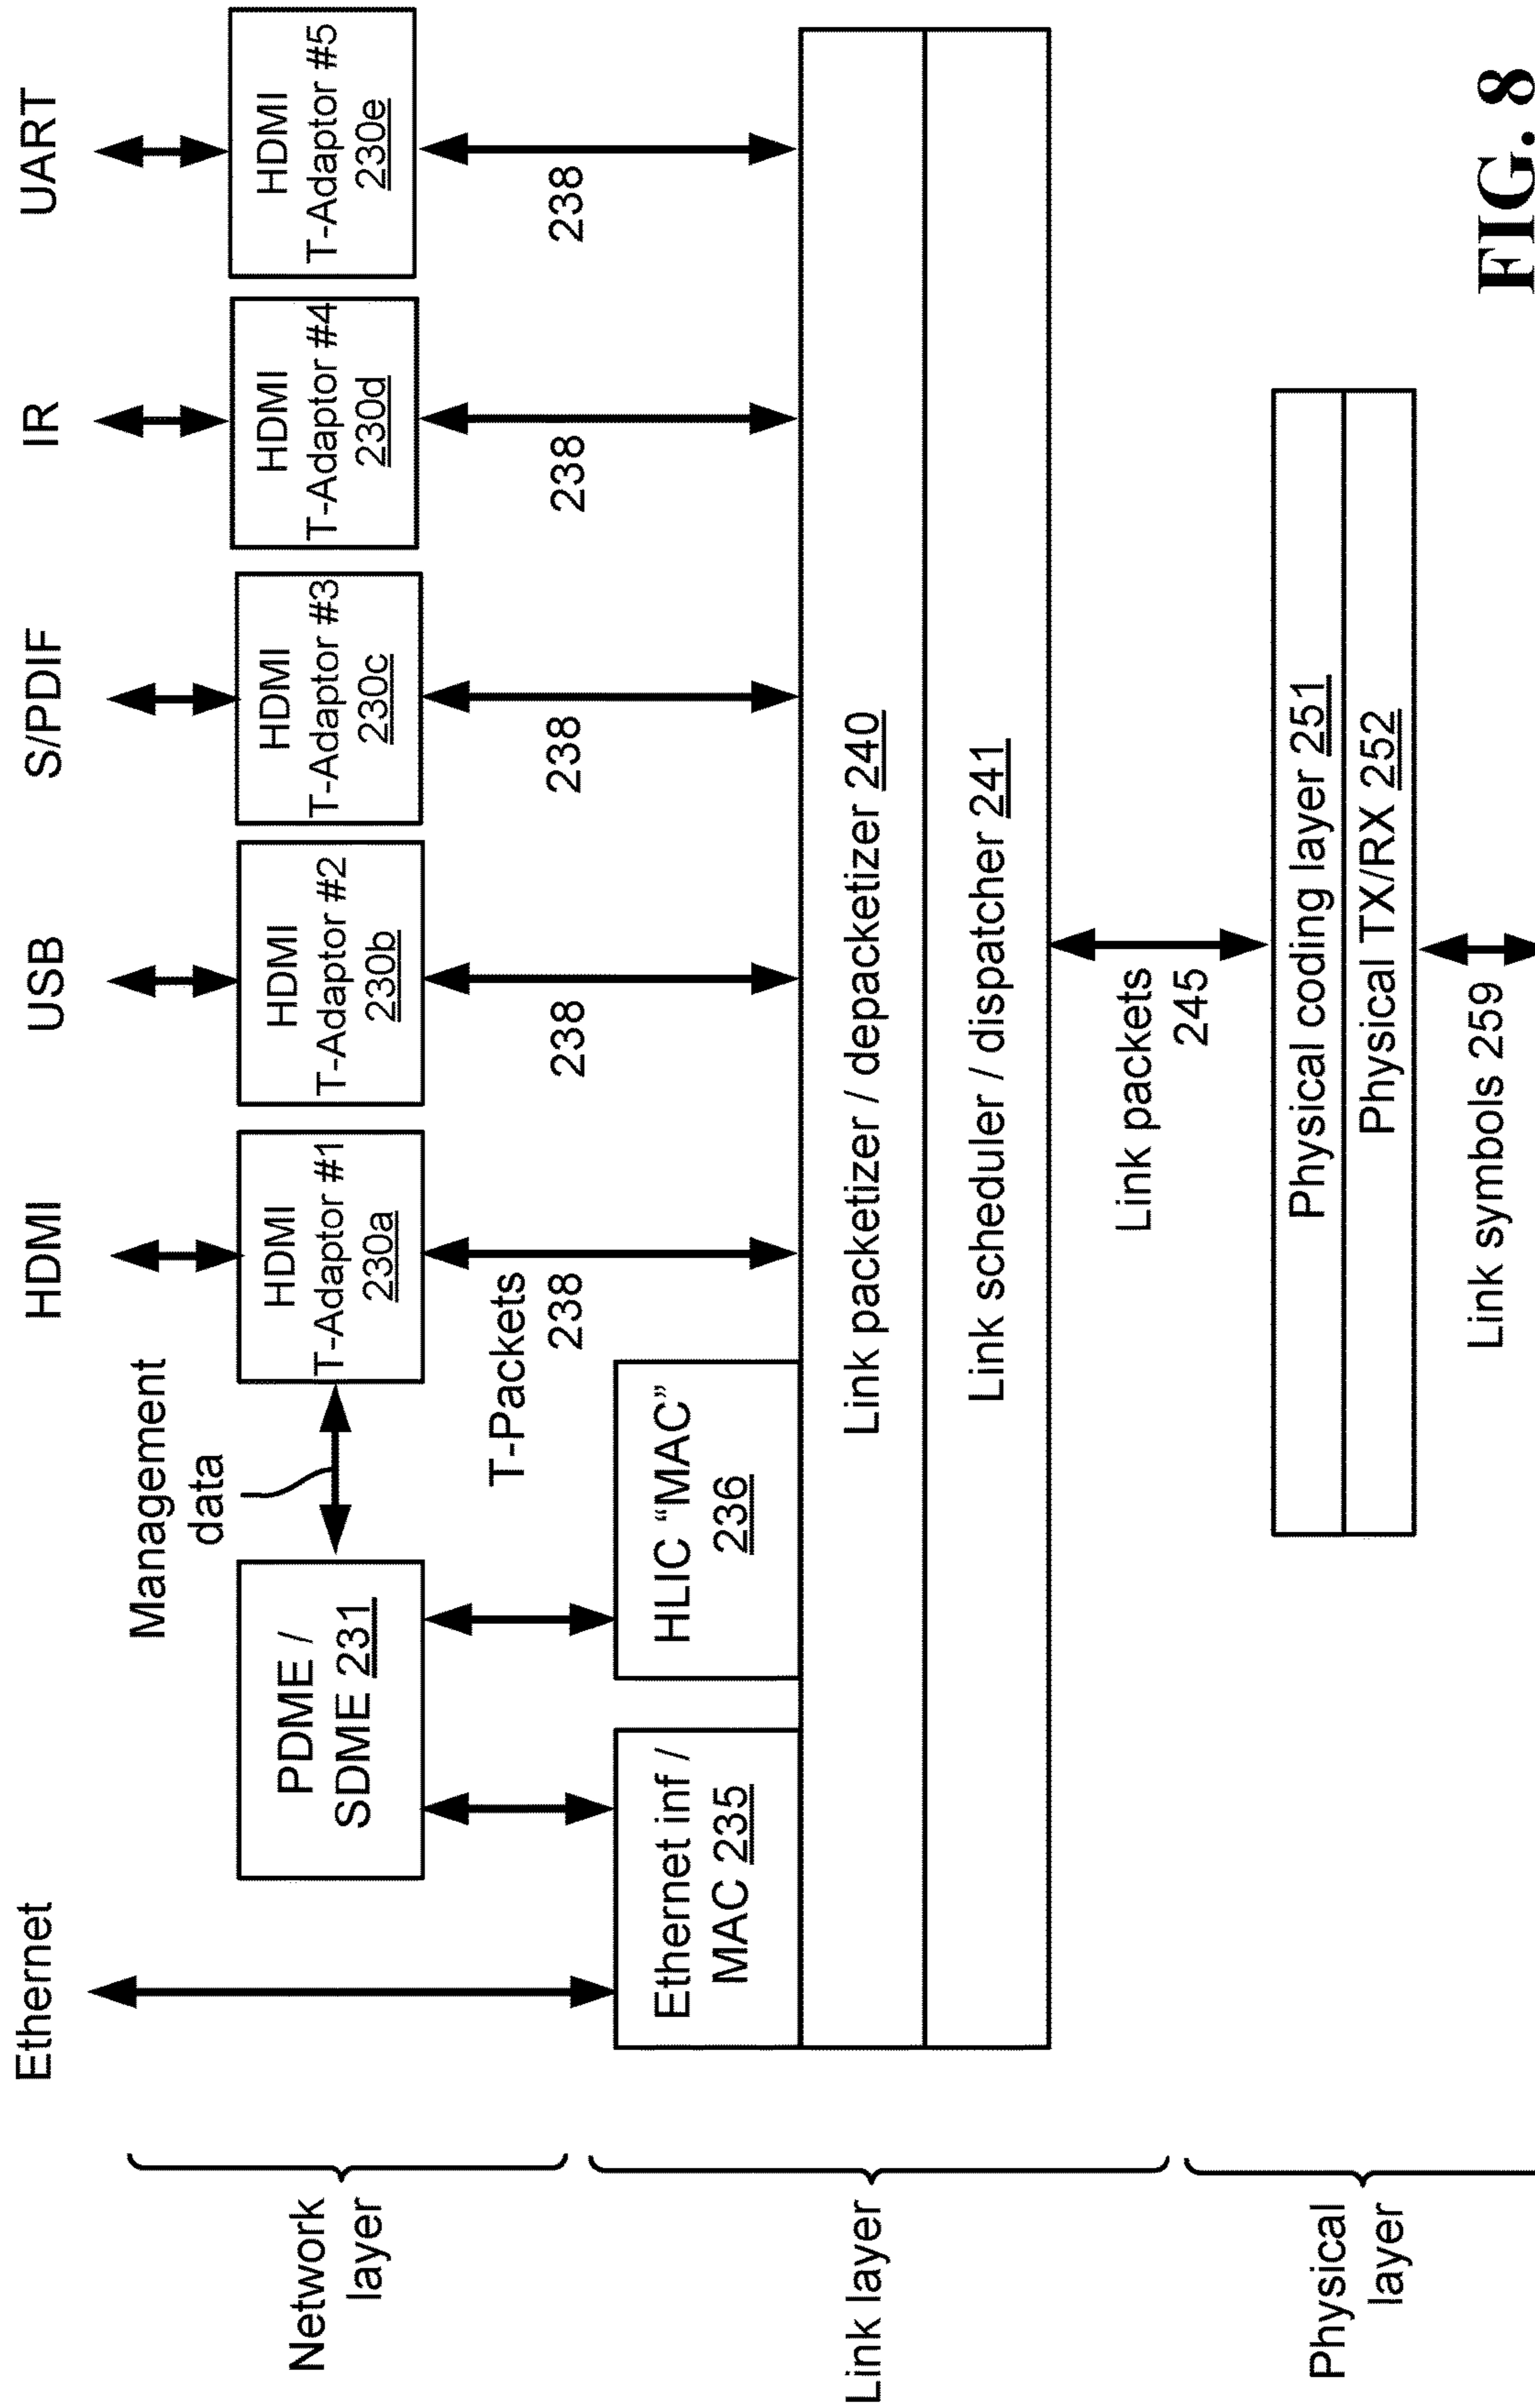 Ethernet
Management
data
HDMI
USB
S/PDIF
IR
UART
Network
layer
PDME /
SDME 231
HDMI
T-Adaptor #1
230a
HDMI
T-Adaptor #2
230b
HDMI
T-Adaptor #3
230c
HDMI
T-Adaptor #4
230d
HDMI
T-Adaptor #5
230e
T-Packets
238
238
238
238
238
Link layer
Ethernet inf /
MAC 235
HLIC “MAC”
236
Link packetizer / depacketizer 240
Link scheduler / dispatcher 241
Link packets
245
Physical
layer
Physical coding layer 251
Physical TX/RX 252
Link symbols 259
FIG. 8